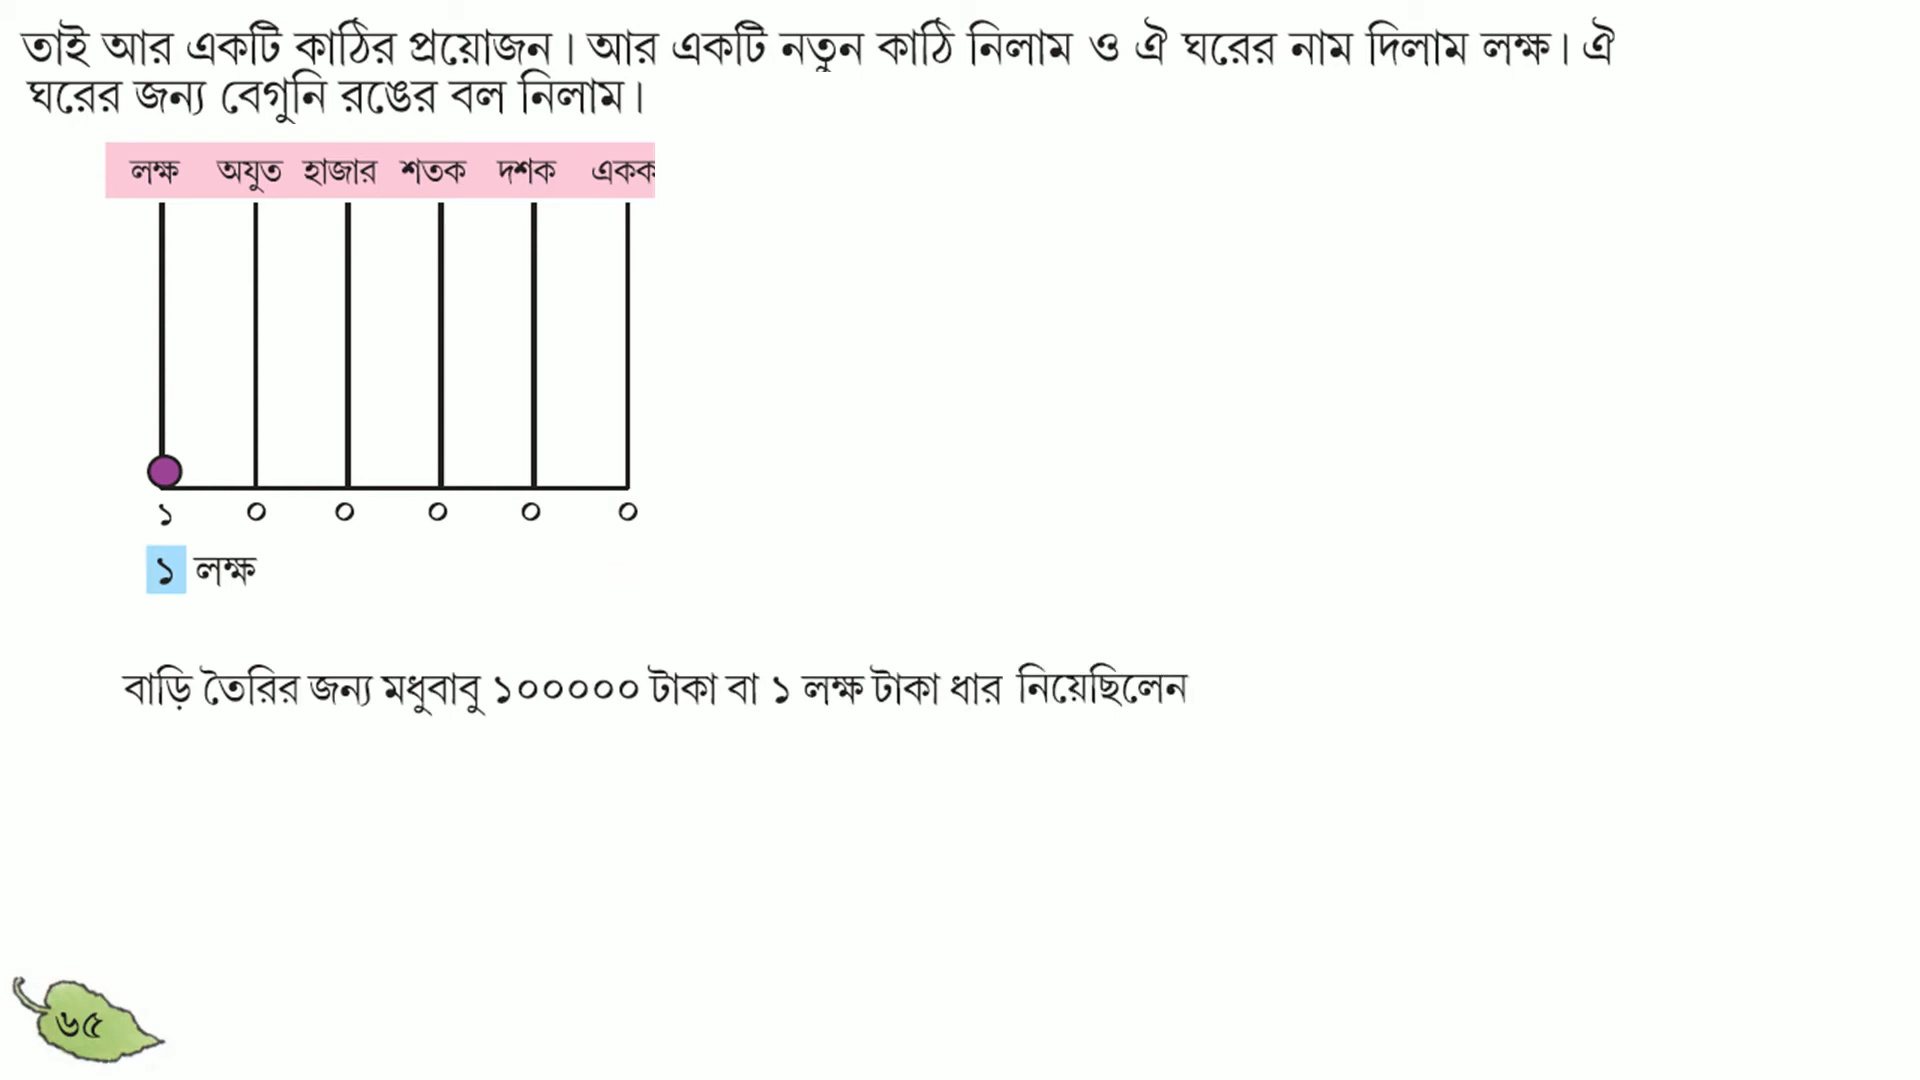 তাই আর একটি কাঠির প্রয়োজন। আর একটি নতুন কাঠি নিলাম ও ঐ ঘরের নাম দিলাম লক্ষ। ঐ
ঘরের জন্য বেগুনি রঙের বল নিলাম।
লক্ষ অযুত হাজার শতক দশক একক
১ ০ ০ ০ ০ ০
১ লক্ষ
বাড়ি তৈরির জন্য মধুবাবু ১০০০০০ টাকা বা ১ লক্ষ টাকা ধার নিয়েছিলেন
৬৫